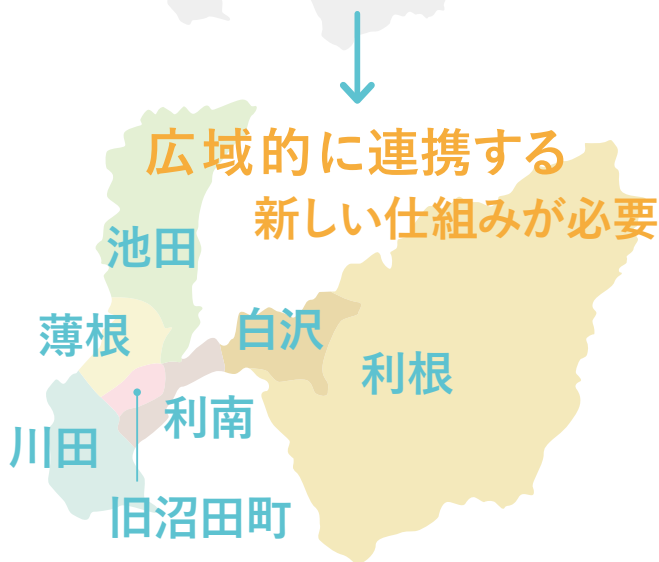 広域的に連携する
新しい仕組みが必要
池田
薄根
白沢
利根
利南
川田
旧沼田町